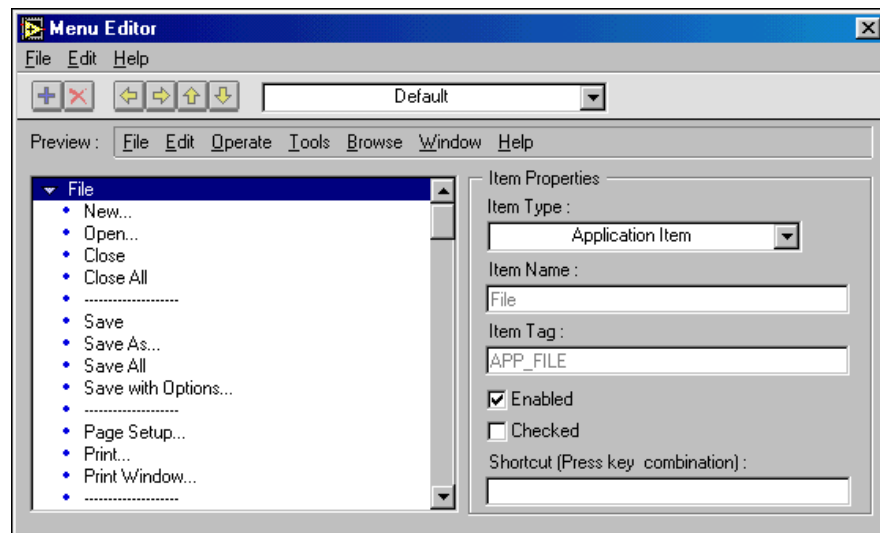 Menu Editor
File Edit Help
Default
Preview : File Edit Operate Tools Browse Window Help
File
New...
Open...
Close
Close All
--------------------
Save
Save As...
Save All
Save with Options...
--------------------
Page Setup...
Print...
Print Window...
--------------------
Item Properties
Item Type :
Application Item
Item Name :
File
Item Tag :
APP_FILE
Enabled
Checked
Shortcut (Press key combination) :